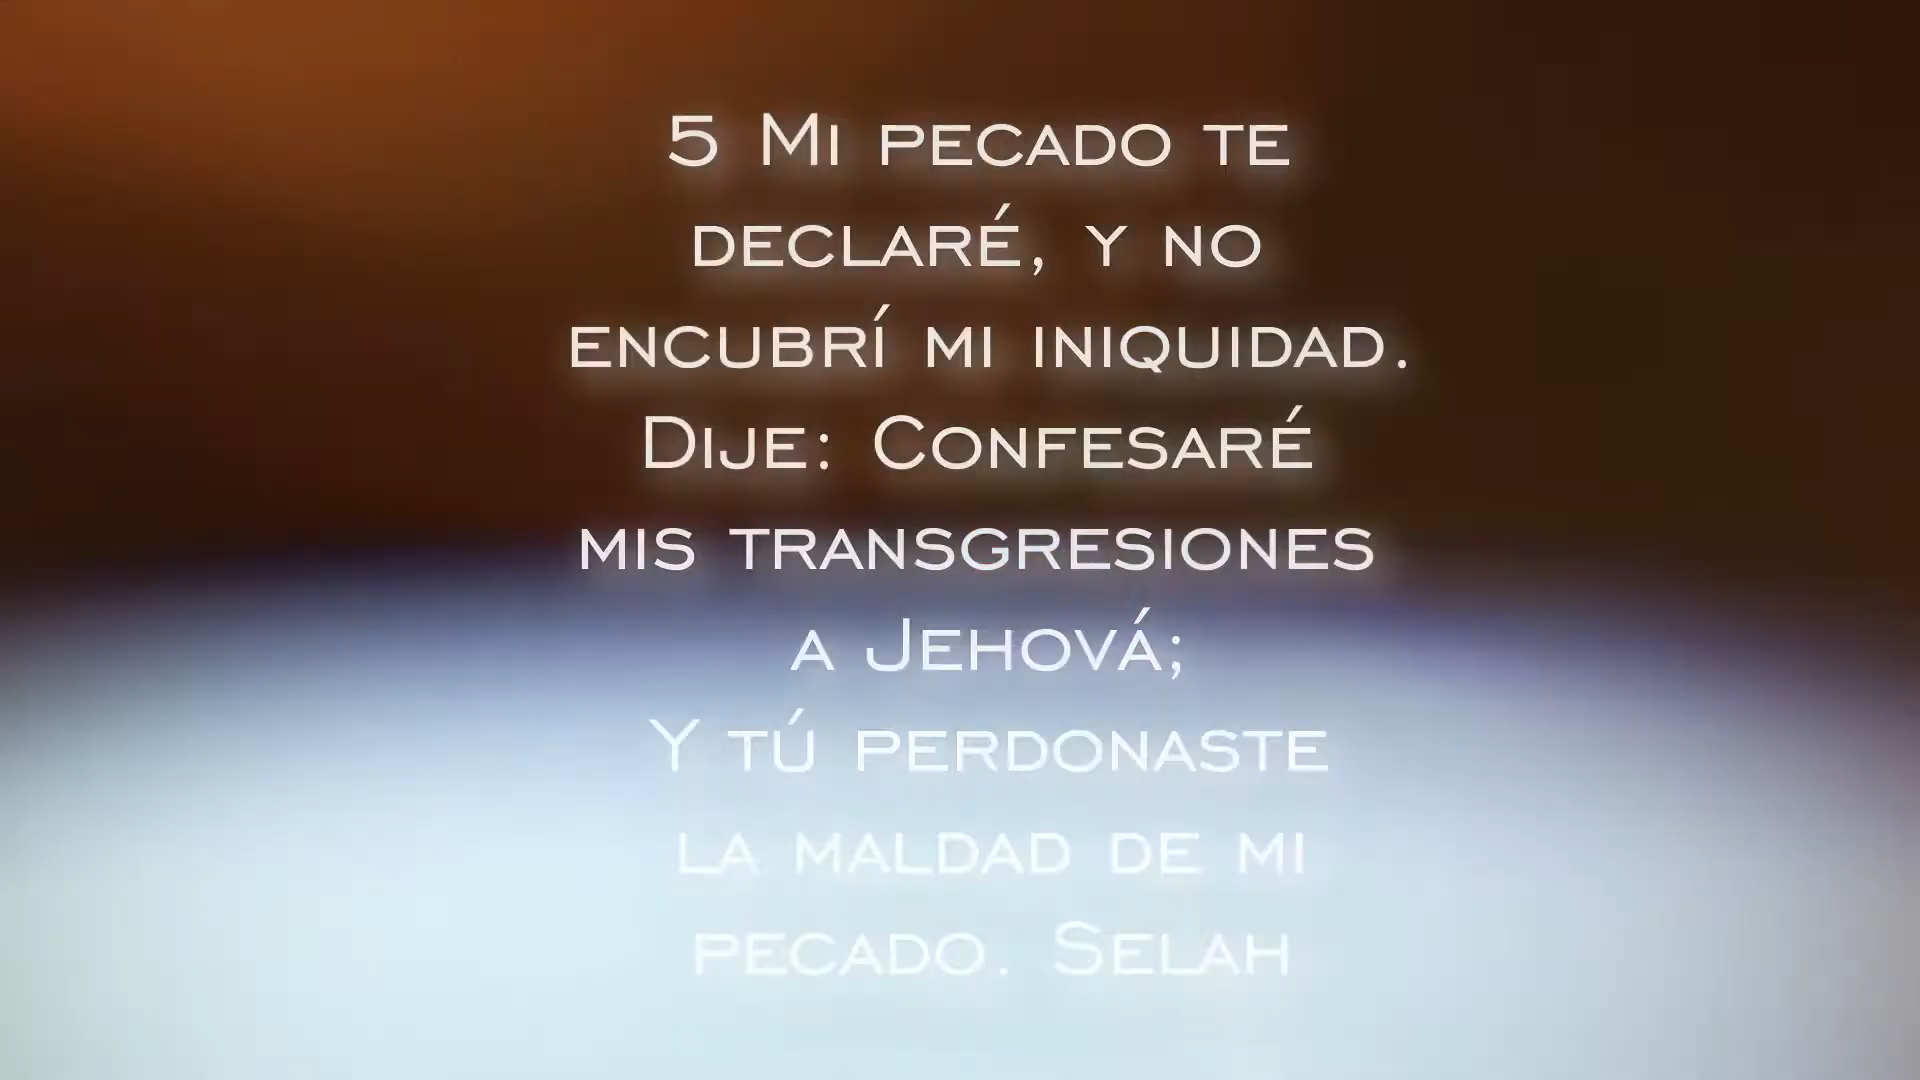 5 Mi pecado te
declaré, y no
encubrí mi iniquidad.
Dije: Confesaré
mis transgresiones
a Jehová;
Y tú perdonaste
la maldad de mi
pecado. Selah